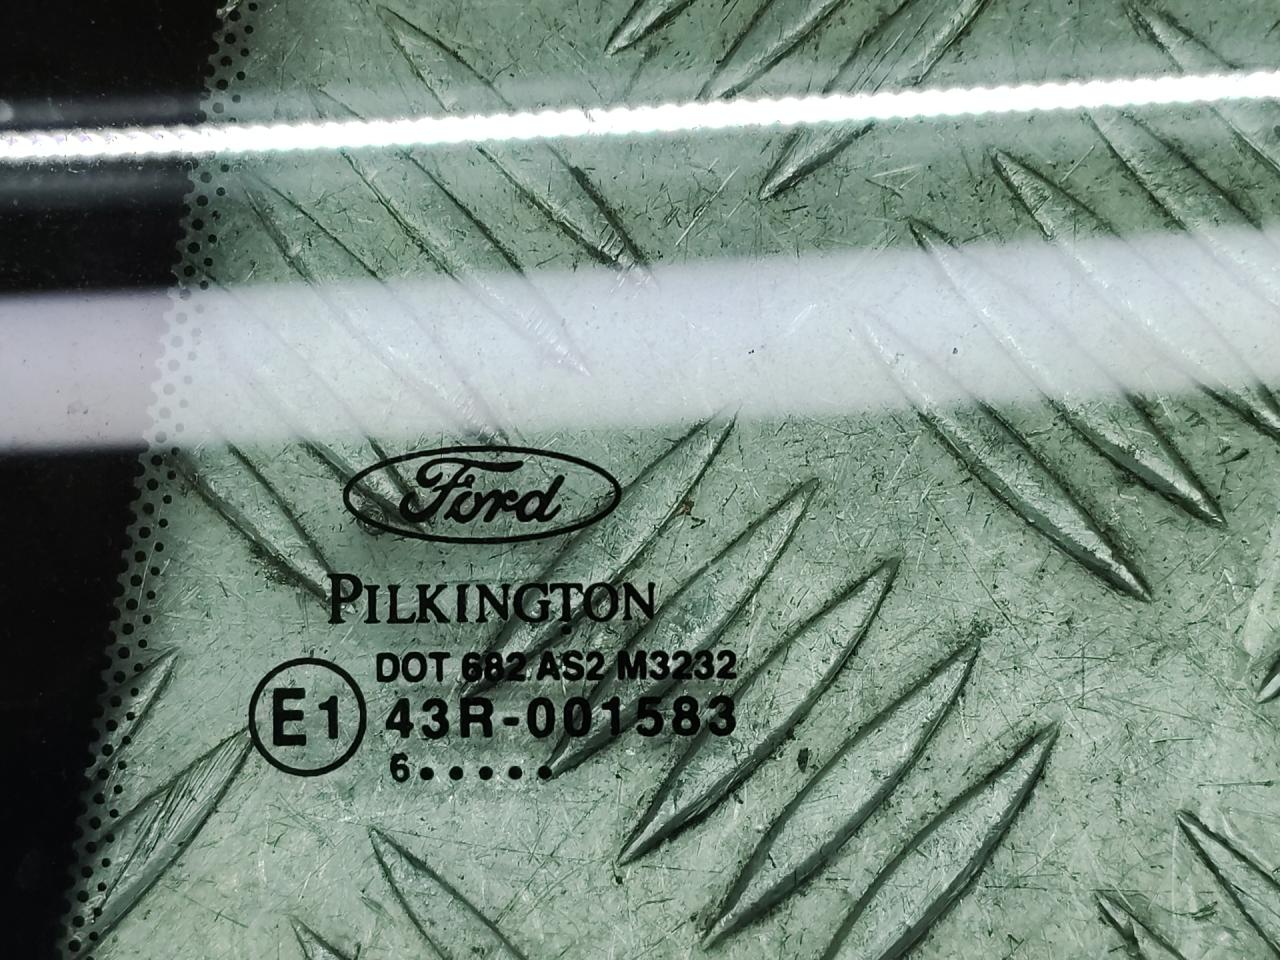 Ford
PILKINGTON
DOT 682 AS2 M3232
E1 43R-001583
6•••••